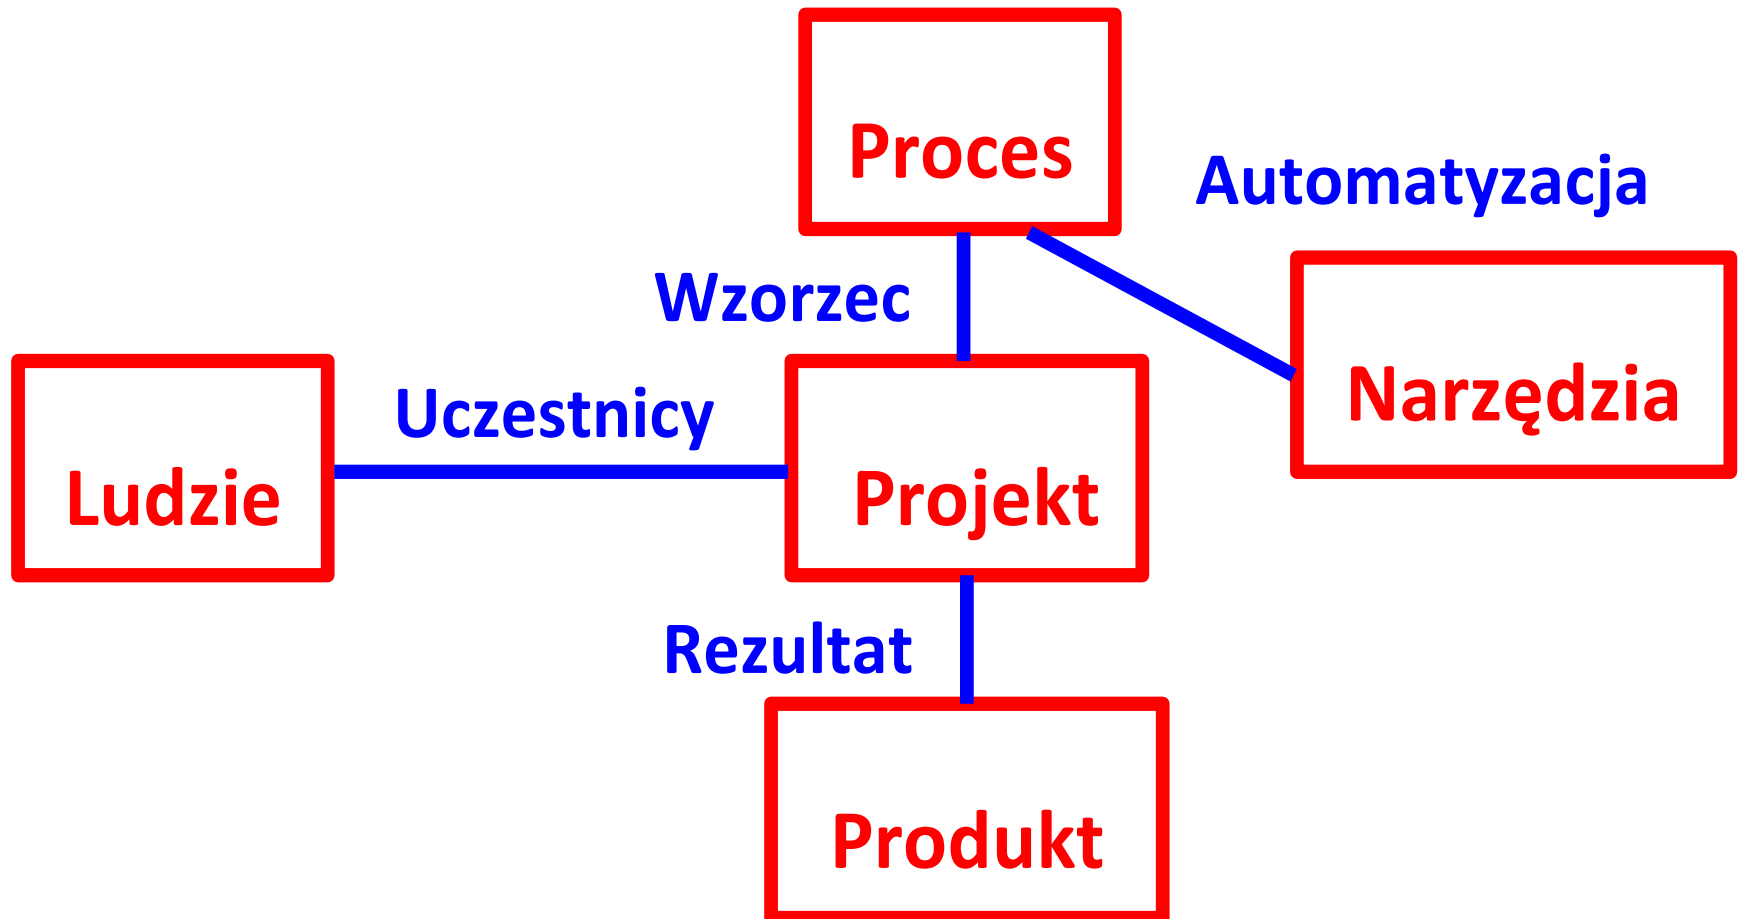 Proces
Automatyzacja
Wzorzec
Narzędzia
Uczestnicy
Ludzie
Projekt
Rezultat
Produkt